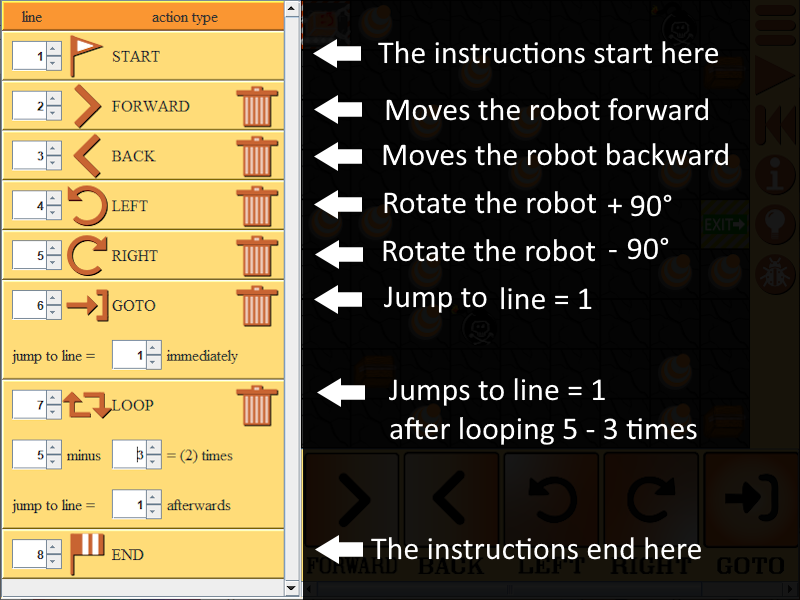 line action type
1 START The instructions start here
2 FORWARD Moves the robot forward
3 BACK Moves the robot backward
4 LEFT Rotate the robot + 90°
5 RIGHT Rotate the robot - 90°
6 GOTO Jump to line = 1
jump to line = 1 immediately
7 LOOP Jumps to line = 1
after looping 5 - 3 times
5 minus 3 = (2) times
jump to line = 1 afterwards
8 END The instructions end here
EXIT
FORWARD BACK LEFT RIGHT GOTO